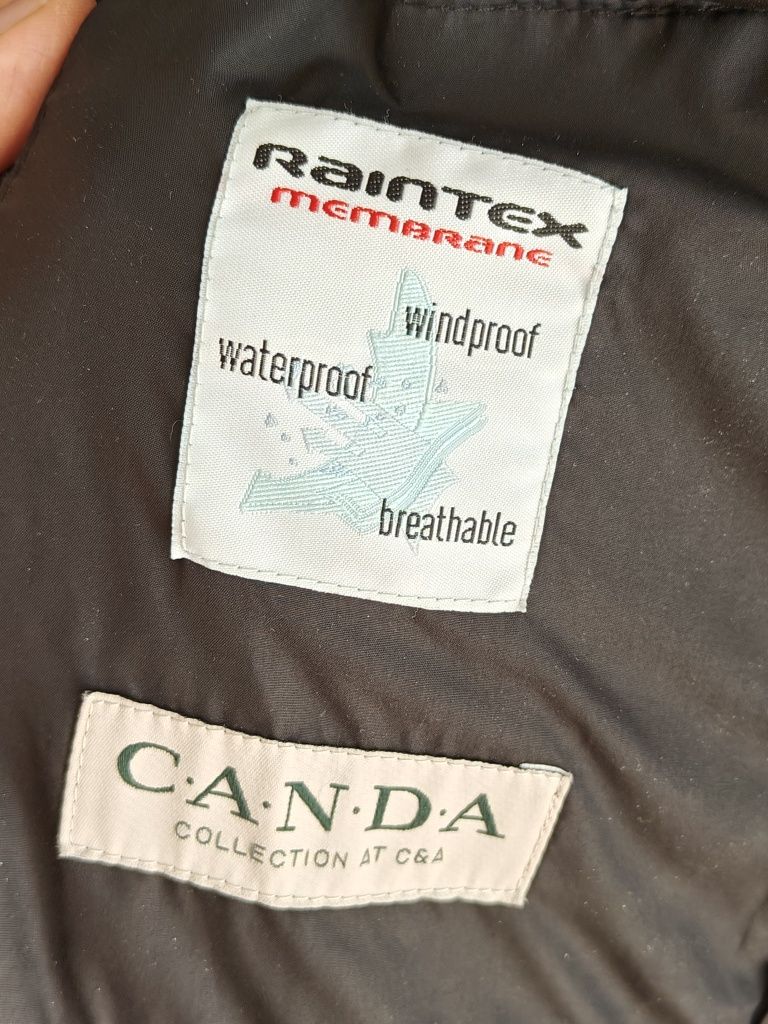 RAINTEX
MEMBRANE
windproof
waterproof
breathable
C·A·N·D·A
COLLECTION AT C&A